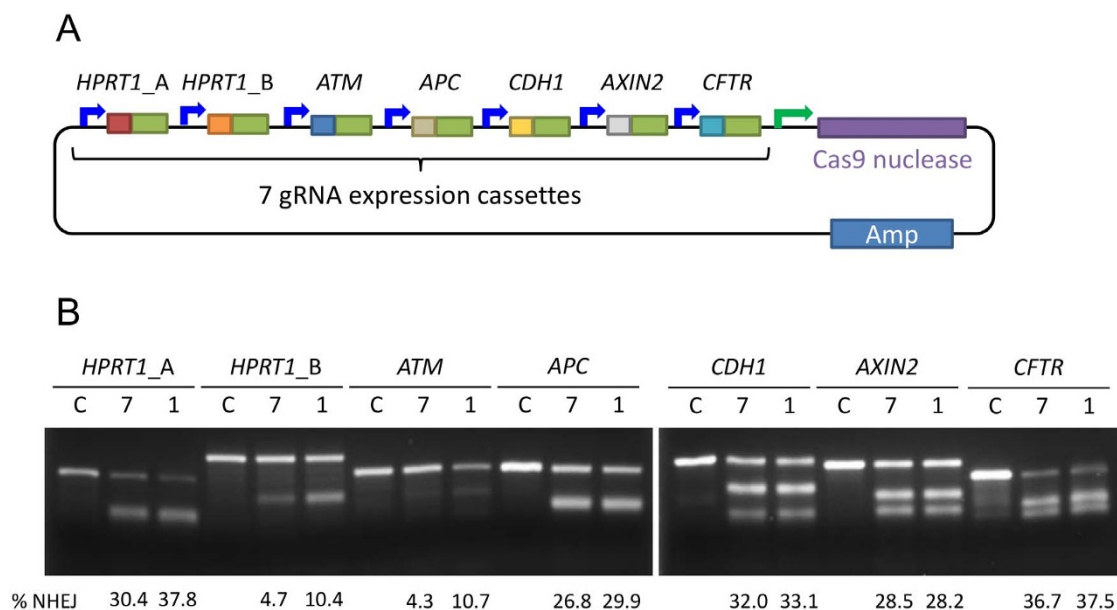 A
HPRT1_A HPRT1_B ATM APC CDH1 AXIN2 CFTR
Cas9 nuclease
7 gRNA expression cassettes
Amp
B
HPRT1_A HPRT1_B ATM APC CDH1 AXIN2 CFTR
C 7 1 C 7 1 C 7 1 C 7 1 C 7 1 C 7 1 C 7 1
% NHEJ 30.4 37.8 4.7 10.4 4.3 10.7 26.8 29.9 32.0 33.1 28.5 28.2 36.7 37.5